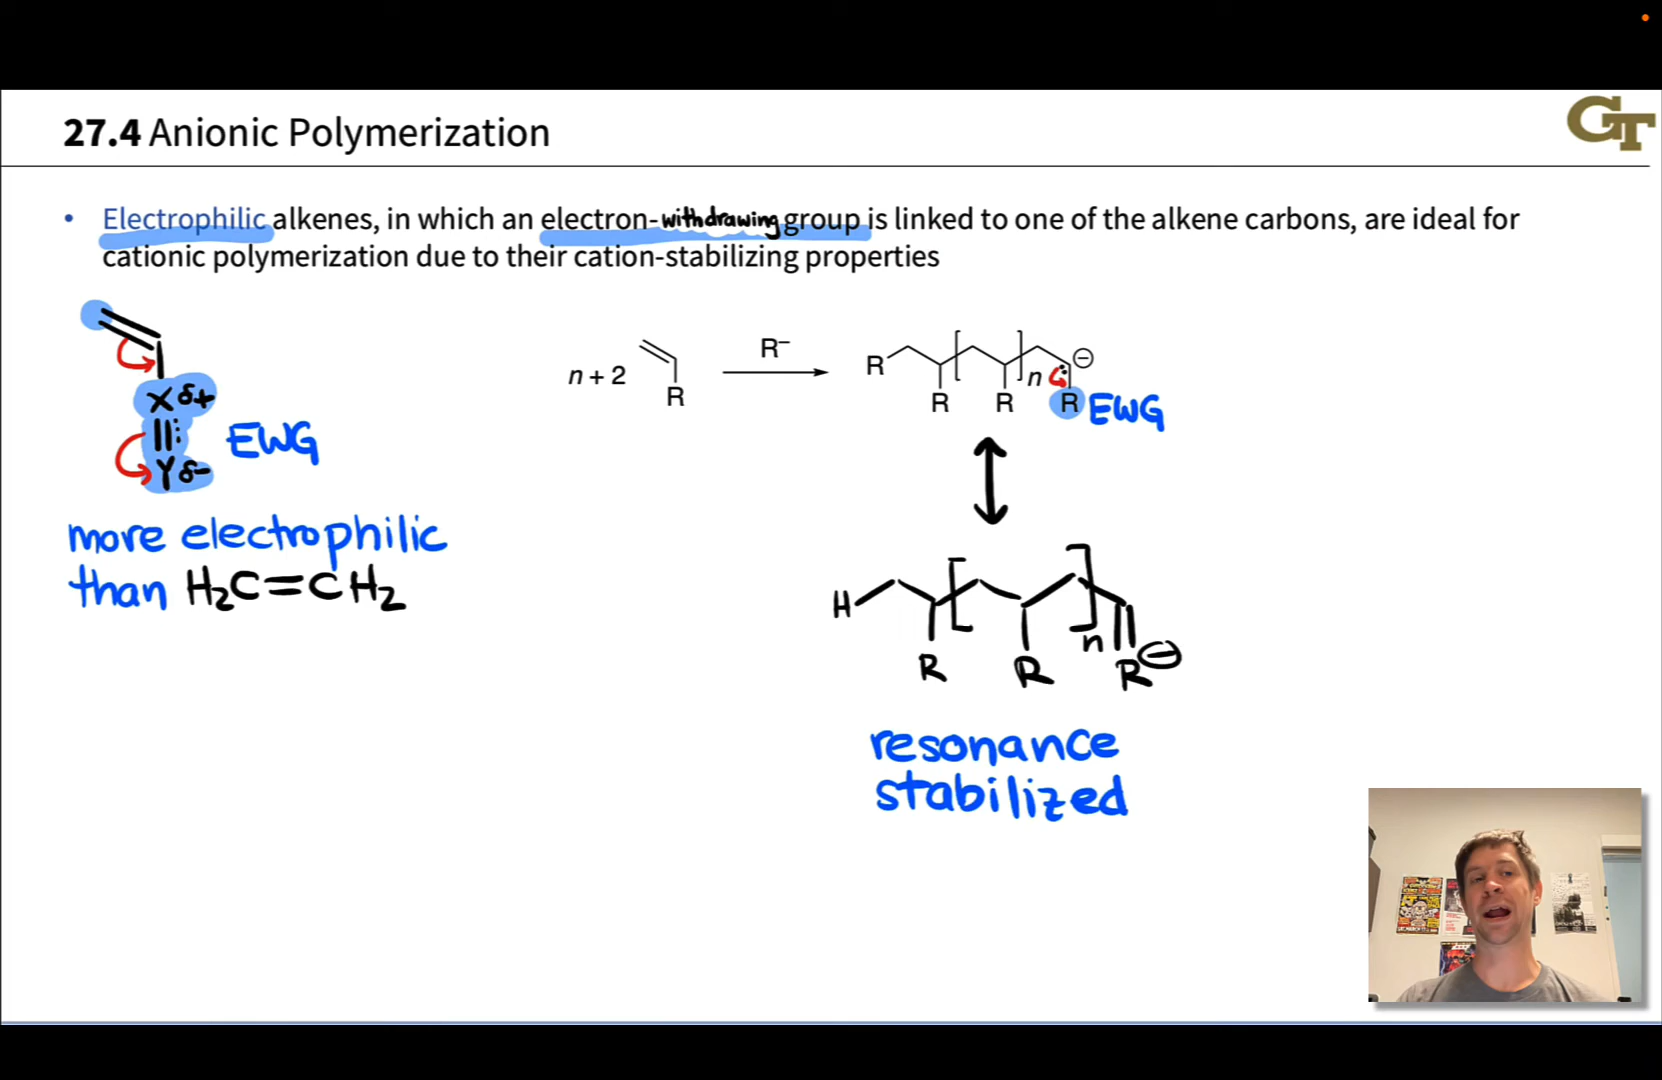 27.4 Anionic Polymerization
GT
• Electrophilic alkenes, in which an electron-withdrawing group is linked to one of the alkene carbons, are ideal for
cationic polymerization due to their cation-stabilizing properties
X δ+
Y δ-
EWG
more electrophilic
than H₂C=CH₂
n + 2
R
R⁻
R
R
R
n
R
⊖
EWG
H
R
R
n
R
⊖
resonance
stabilized